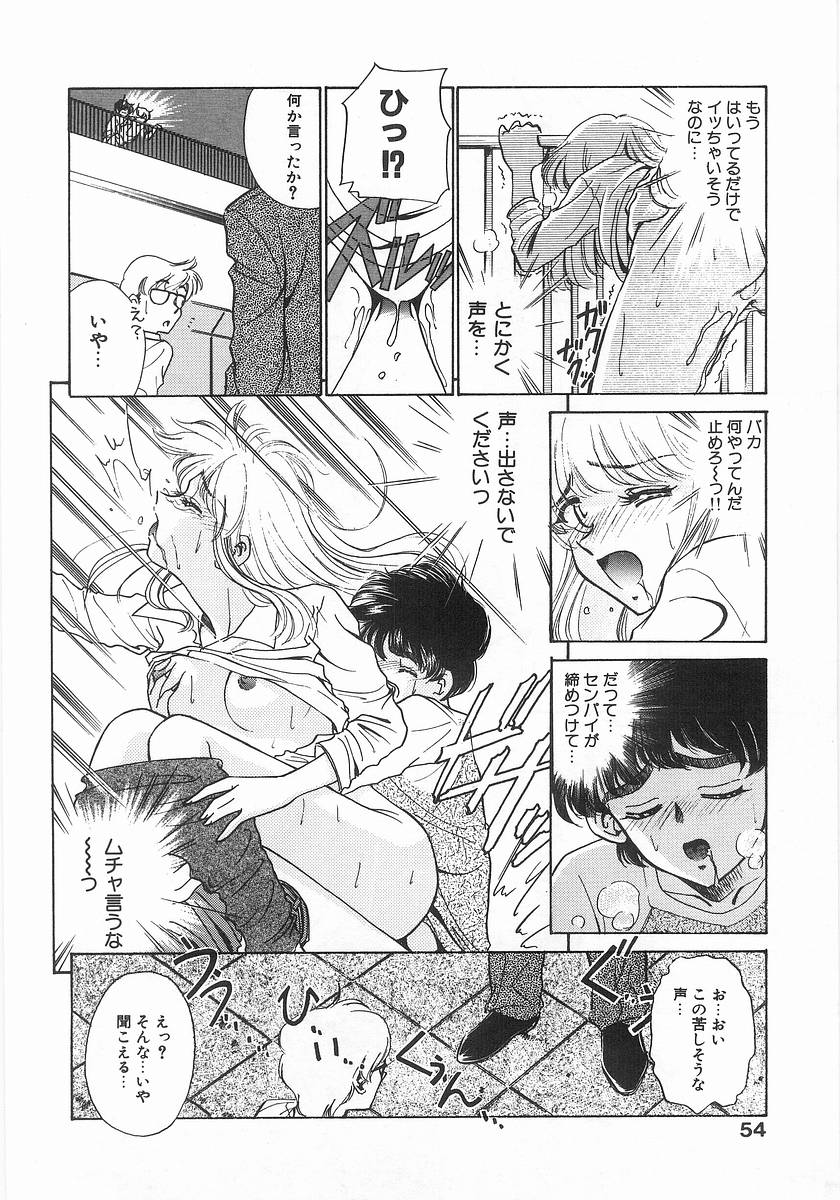 もう
はいってるだけで
イッちゃいそう
なのに…
ガクガク
とにかく
声を…
ひっ!?
ズルッ
何か言ったか?
え?
いや…
バカ
何やってんだ
止めろ〜っ!!
だって…
センパイが
締めつけて…
声…出さないで
くださいっ
ムチャ言うな
〜〜っ
お…おい
この苦しそうな
声…
ぐぐぅ
くぅん
ひ
えっ?
そんな…いや
聞こえる…
54